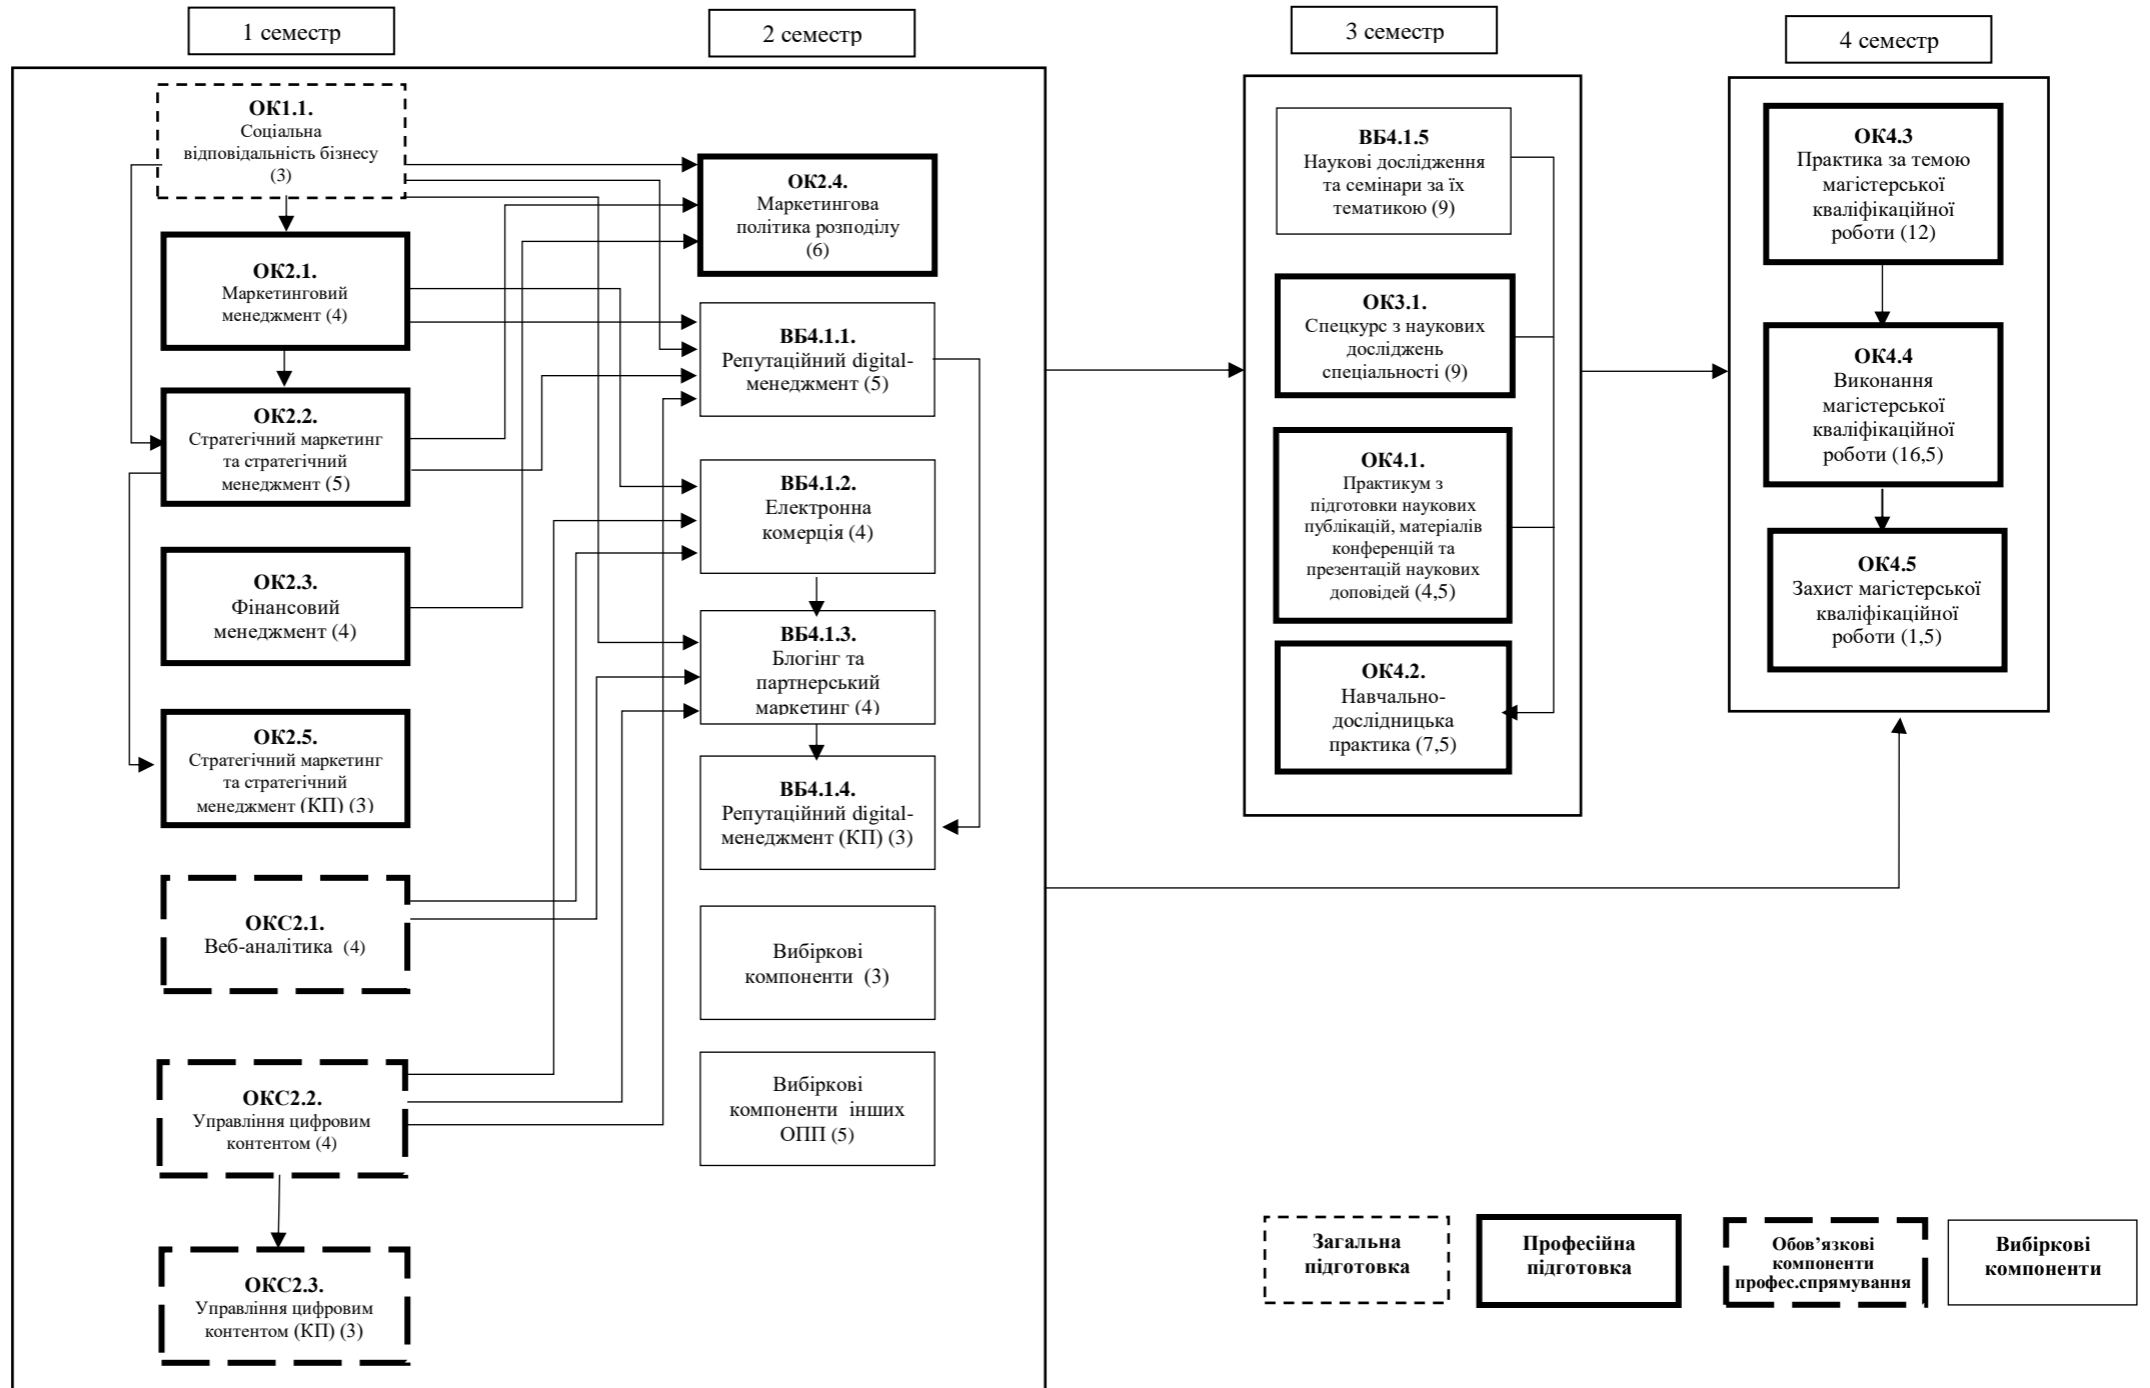 1 семестр
2 семестр
3 семестр
4 семестр
ОК1.1.
Соціальна
відповідальність бізнесу
(3)
ОК2.1.
Маркетинговий
менеджмент (4)
ОК2.2.
Стратегічний маркетинг
та стратегічний
менеджмент (5)
ОК2.3.
Фінансовий
менеджмент (4)
ОК2.5.
Стратегічний маркетинг
та стратегічний
менеджмент (КП) (3)
ОКС2.1.
Веб-аналітика (4)
ОКС2.2.
Управління цифровим
контентом (4)
ОКС2.3.
Управління цифровим
контентом (КП) (3)
ОК2.4.
Маркетингова
політика розподілу
(6)
ВБ4.1.1.
Репутаційний digital-
менеджмент (5)
ВБ4.1.2.
Електронна
комерція (4)
ВБ4.1.3.
Блогінг та
партнерський
маркетинг (4)
ВБ4.1.4.
Репутаційний digital-
менеджмент (КП) (3)
Вибіркові
компоненти (3)
Вибіркові
компоненти інших
ОПП (5)
ВБ4.1.5
Наукові дослідження
та семінари за їх
тематикою (9)
ОК3.1.
Спецкурс з наукових
досліджень
спеціальності (9)
ОК4.1.
Практикум з
підготовки наукових
публікацій, матеріалів
конференцій та
презентацій наукових
доповідей (4,5)
ОК4.2.
Навчально-
дослідницька
практика (7,5)
ОК4.3
Практика за темою
магістерської
кваліфікаційної
роботи (12)
ОК4.4
Виконання
магістерської
кваліфікаційної
роботи (16,5)
ОК4.5
Захист магістерської
кваліфікаційної
роботи (1,5)
Загальна
підготовка
Професійна
підготовка
Обов’язкові
компоненти
профес.спрямування
Вибіркові
компоненти